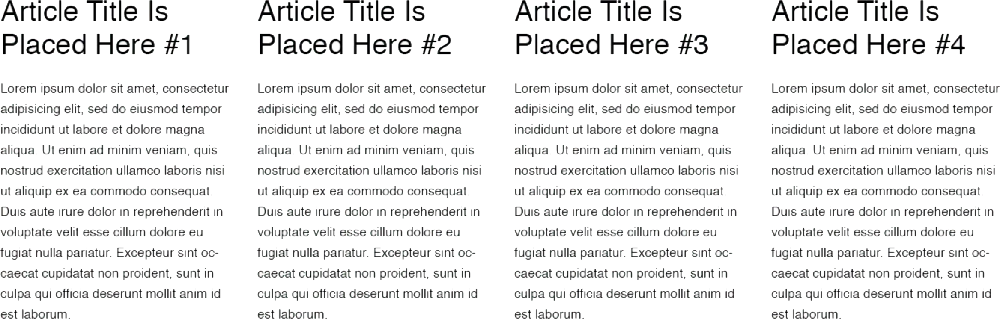 Article Title Is
Placed Here #1
Lorem ipsum dolor sit amet, consectetur
adipisicing elit, sed do eiusmod tempor
incididunt ut labore et dolore magna
aliqua. Ut enim ad minim veniam, quis
nostrud exercitation ullamco laboris nisi
ut aliquip ex ea commodo consequat.
Duis aute irure dolor in reprehenderit in
voluptate velit esse cillum dolore eu
fugiat nulla pariatur. Excepteur sint oc-
caecat cupidatat non proident, sunt in
culpa qui officia deserunt mollit anim id
est laborum.
Article Title Is
Placed Here #2
Lorem ipsum dolor sit amet, consectetur
adipisicing elit, sed do eiusmod tempor
incididunt ut labore et dolore magna
aliqua. Ut enim ad minim veniam, quis
nostrud exercitation ullamco laboris nisi
ut aliquip ex ea commodo consequat.
Duis aute irure dolor in reprehenderit in
voluptate velit esse cillum dolore eu
fugiat nulla pariatur. Excepteur sint oc-
caecat cupidatat non proident, sunt in
culpa qui officia deserunt mollit anim id
est laborum.
Article Title Is
Placed Here #3
Lorem ipsum dolor sit amet, consectetur
adipisicing elit, sed do eiusmod tempor
incididunt ut labore et dolore magna
aliqua. Ut enim ad minim veniam, quis
nostrud exercitation ullamco laboris nisi
ut aliquip ex ea commodo consequat.
Duis aute irure dolor in reprehenderit in
voluptate velit esse cillum dolore eu
fugiat nulla pariatur. Excepteur sint oc-
caecat cupidatat non proident, sunt in
culpa qui officia deserunt mollit anim id
est laborum.
Article Title Is
Placed Here #4
Lorem ipsum dolor sit amet, consectetur
adipisicing elit, sed do eiusmod tempor
incididunt ut labore et dolore magna
aliqua. Ut enim ad minim veniam, quis
nostrud exercitation ullamco laboris nisi
ut aliquip ex ea commodo consequat.
Duis aute irure dolor in reprehenderit in
voluptate velit esse cillum dolore eu
fugiat nulla pariatur. Excepteur sint oc-
caecat cupidatat non proident, sunt in
culpa qui officia deserunt mollit anim id
est laborum.